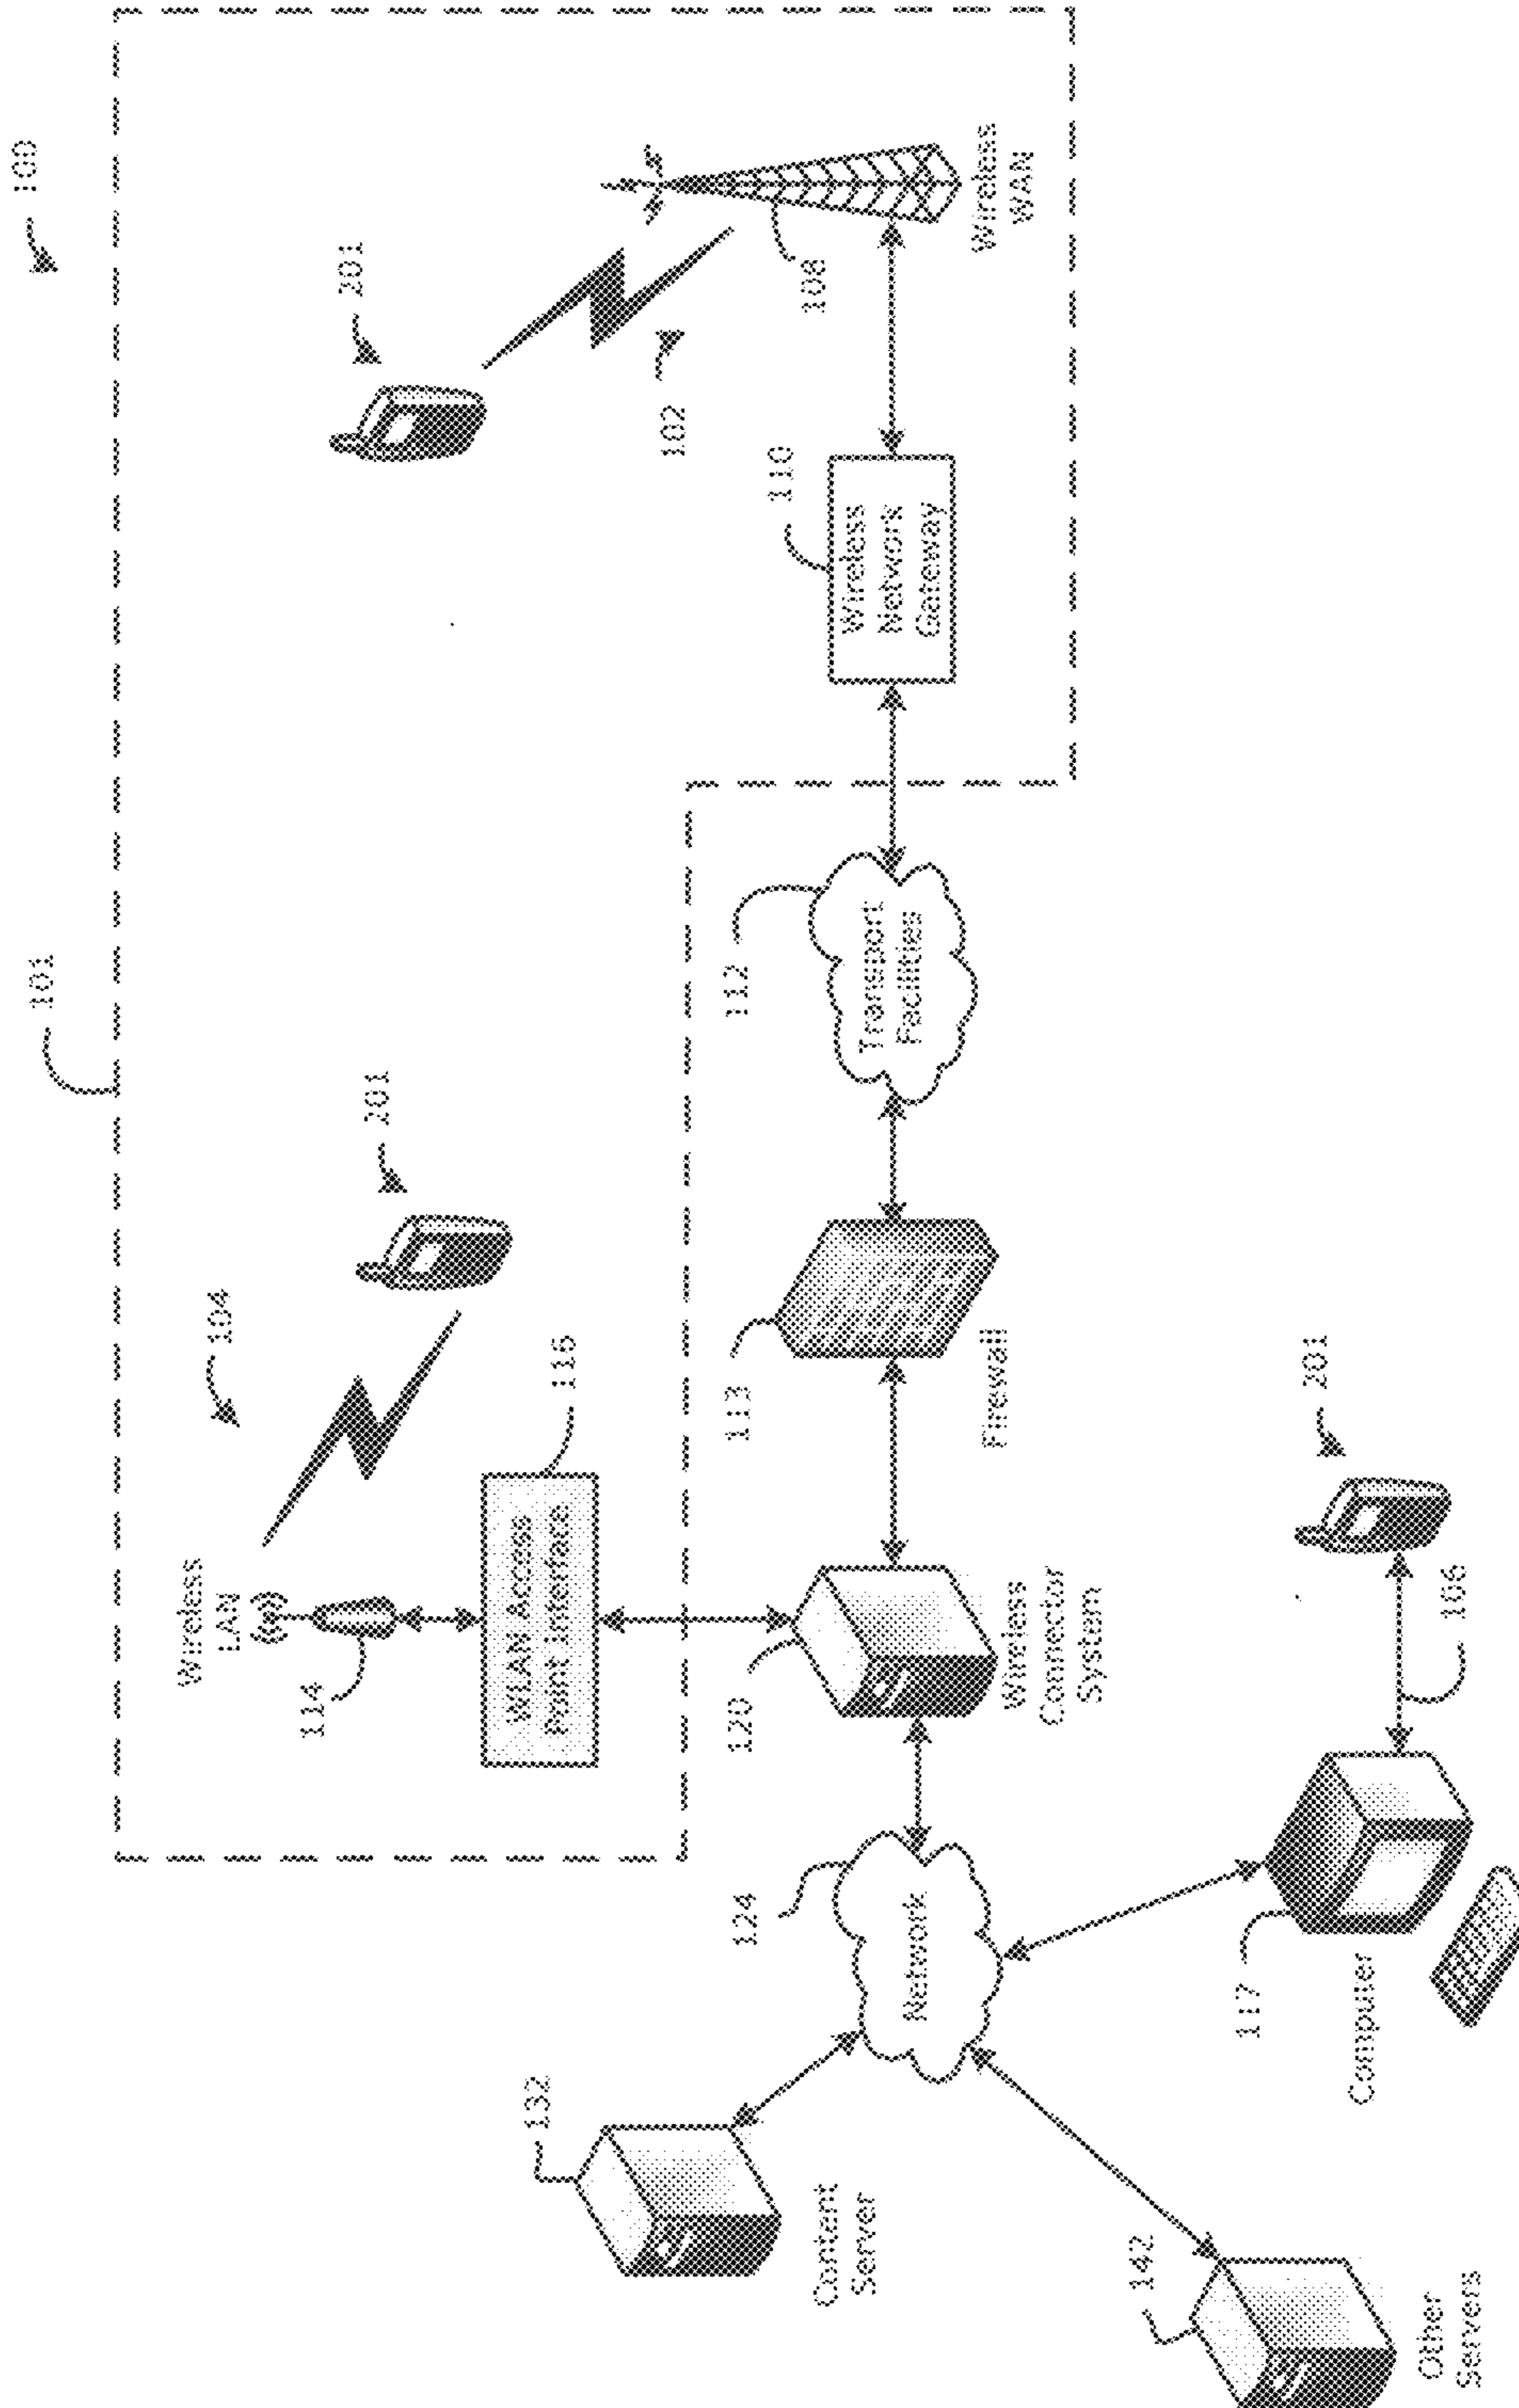 100
101
Wireless
LAN
104
114
201
201
WLAN Access
Point Interface
116
132
102
124
120
113
112
110
108
Content
Server
Network
Wireless
Connector
System
Firewall
Transport
Facilities
Wireless
Network
Gateway
Wireless
WAN
142
117
201
Computer
106
Other
Servers